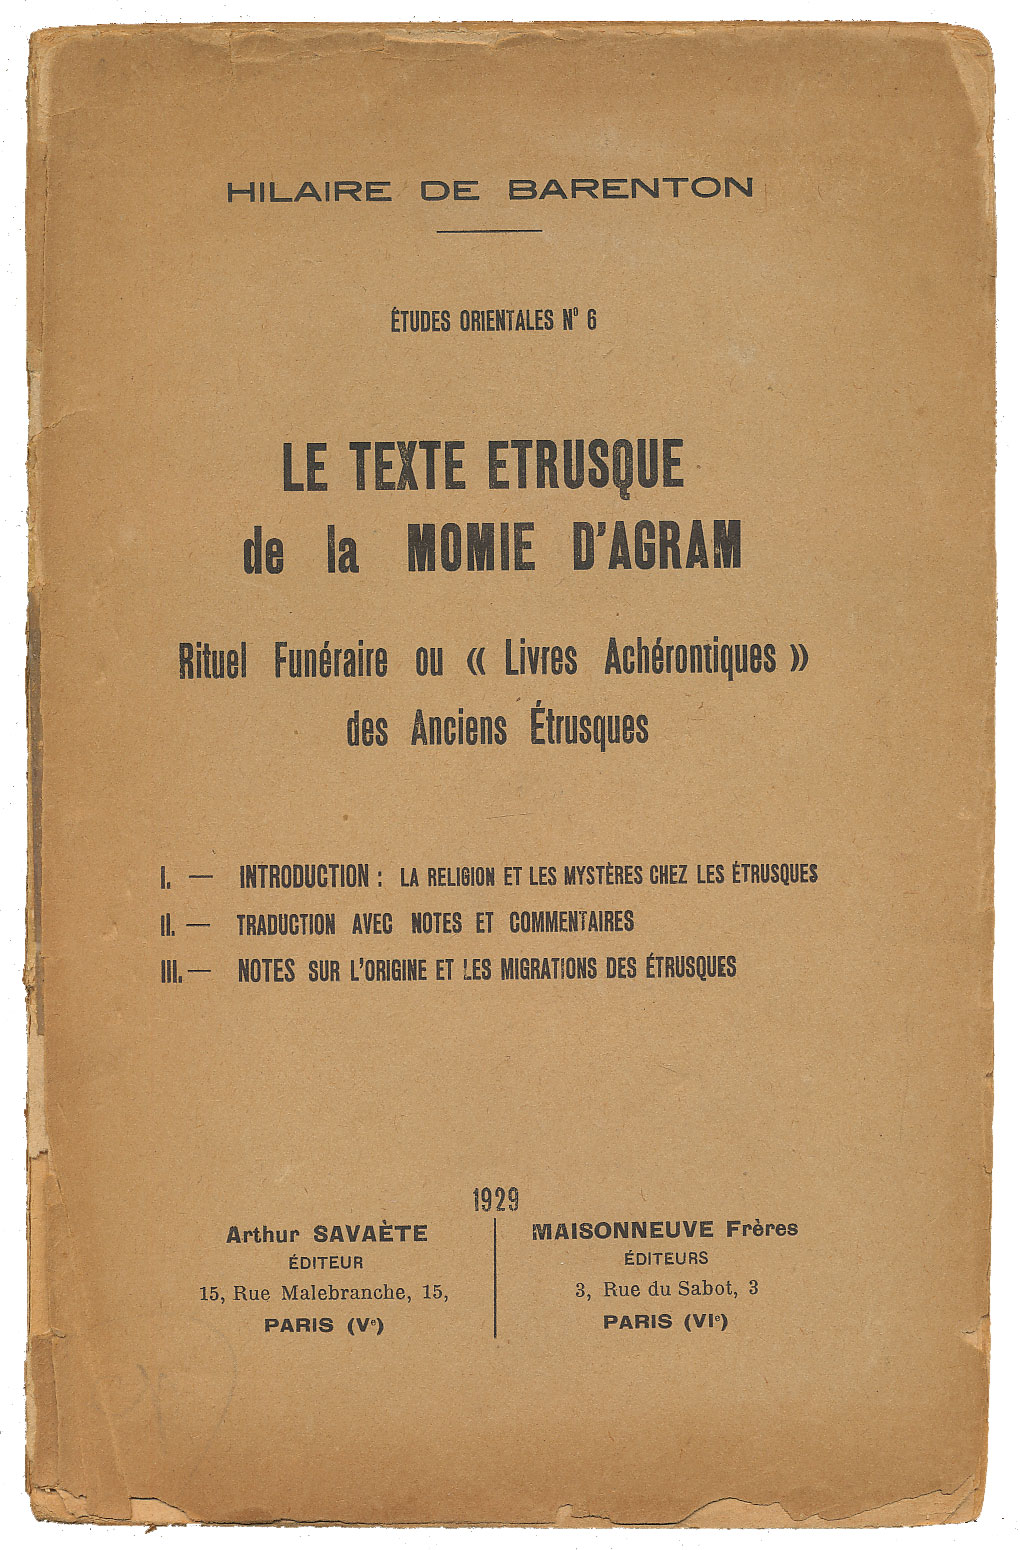 HILAIRE DE BARENTON
ÉTUDES ORIENTALES Nº 6
LE TEXTE ETRUSQUE
de la MOMIE D'AGRAM
Rituel Funéraire ou « Livres Achérontiques »
des Anciens Étrusques
I. — INTRODUCTION : LA RELIGION ET LES MYSTÈRES CHEZ LES ÉTRUSQUES
II. — TRADUCTION AVEC NOTES ET COMMENTAIRES
III. — NOTES SUR L'ORIGINE ET LES MIGRATIONS DES ÉTRUSQUES
1929
Arthur SAVAÈTE
ÉDITEUR
15, Rue Malebranche, 15,
PARIS (Vᵉ)
MAISONNEUVE Frères
ÉDITEURS
3, Rue du Sabot, 3
PARIS (VIᵉ)